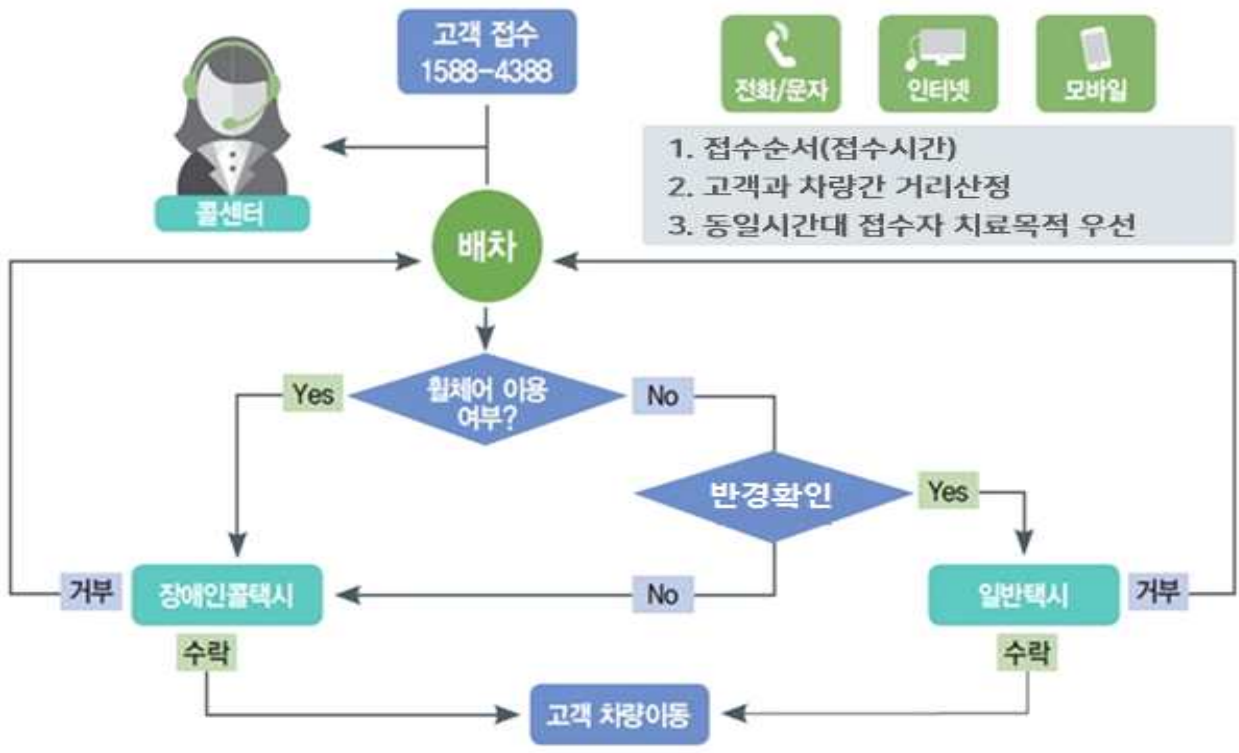 고객 접수
1588-4388
전화/문자
인터넷
모바일
1. 접수순서(접수시간)
2. 고객과 차량간 거리산정
3. 동일시간대 접수자 치료목적 우선
콜센터
배차
Yes
휠체어 이용
여부?
No
반경확인
Yes
거부
장애인콜택시
No
일반택시
거부
수락
수락
고객 차량이동